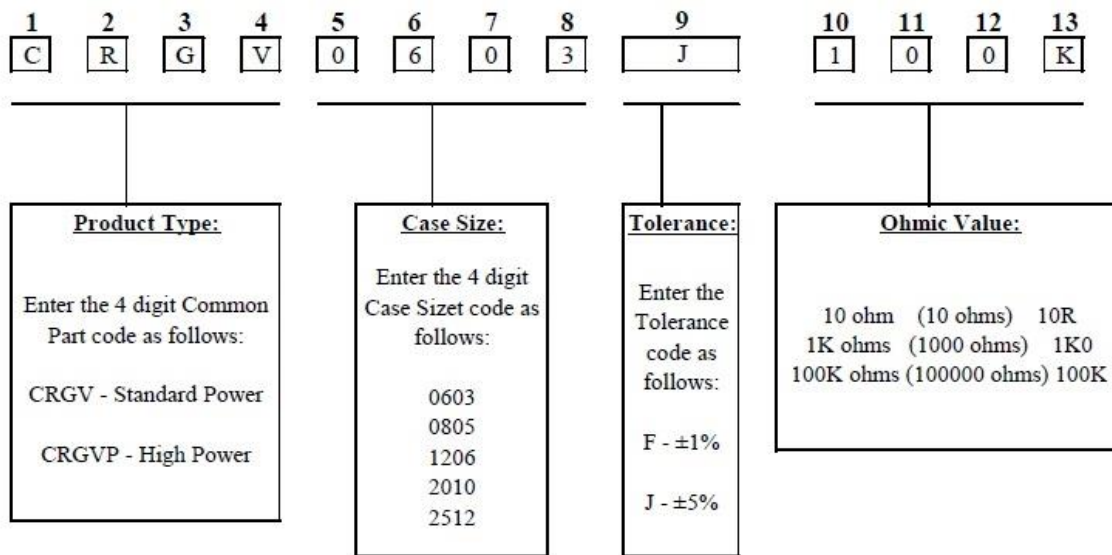 1 2 3 4 5 6 7 8 9 10 11 12 13
C R G V 0 6 0 3 J 1 0 0 K
Product Type:
Enter the 4 digit Common
Part code as follows:
CRGV - Standard Power
CRGVP - High Power
Case Size:
Enter the 4 digit
Case Sizet code as
follows:
0603
0805
1206
2010
2512
Tolerance:
Enter the
Tolerance
code as
follows:
F - ±1%
J - ±5%
Ohmic Value:
10 ohm (10 ohms) 10R
1K ohms (1000 ohms) 1K0
100K ohms (100000 ohms) 100K